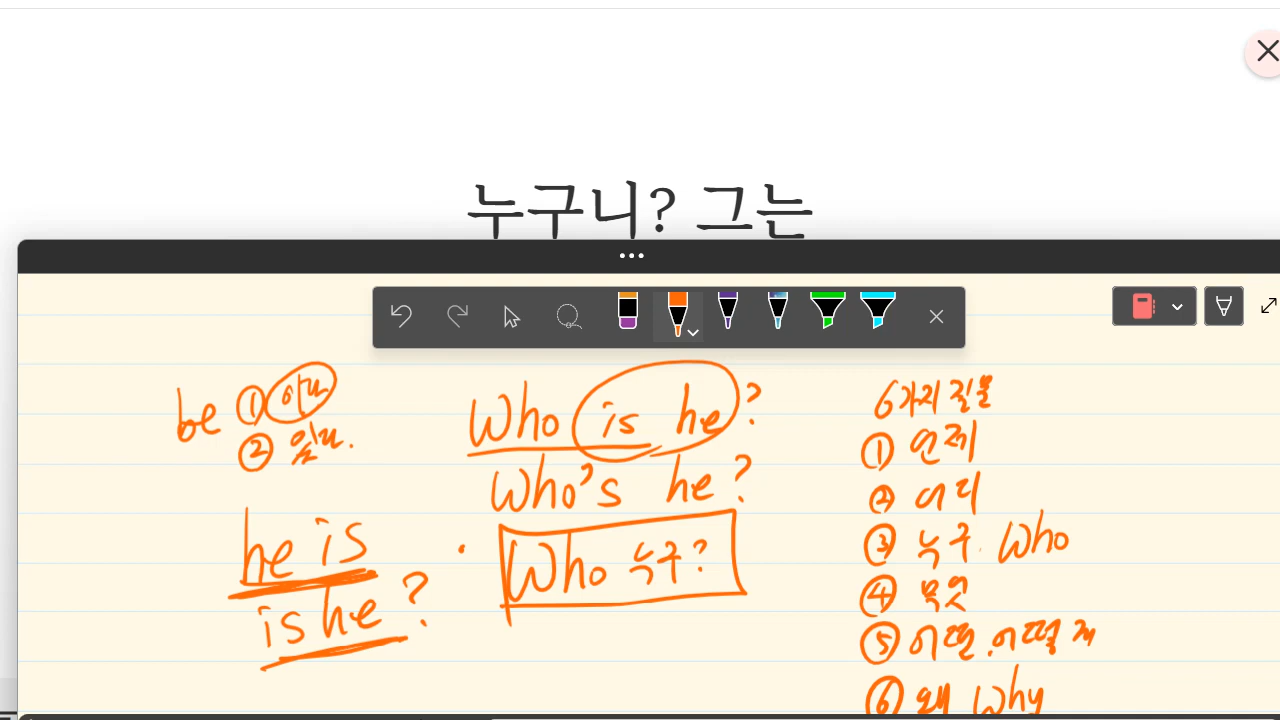 누구니? 그는
be ① 이다
② 있다.
he is
is he?
Who is he?
Who's he?
Who 누구?
6가지 질문
① 언제
② 어디
③ 누구 Who
④ 무엇
⑤ 어떤, 어떻게
⑥ 왜 Why